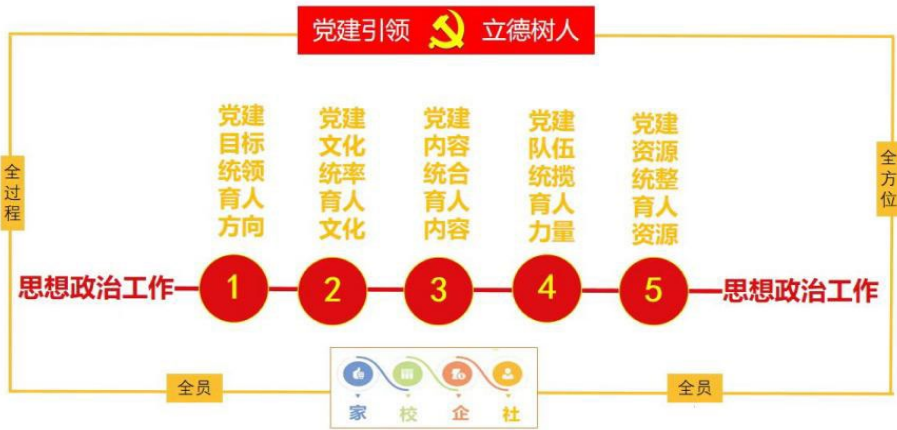 党建引领 立德树人
党建
目标
统领
育人
方向
党建
文化
统率
育人
文化
党建
内容
统合
育人
内容
党建
队伍
统揽
育人
力量
党建
资源
统整
育人
资源
全过程
全方位
思想政治工作 1 2 3 4 5 思想政治工作
全员 全员
家 校 企 社